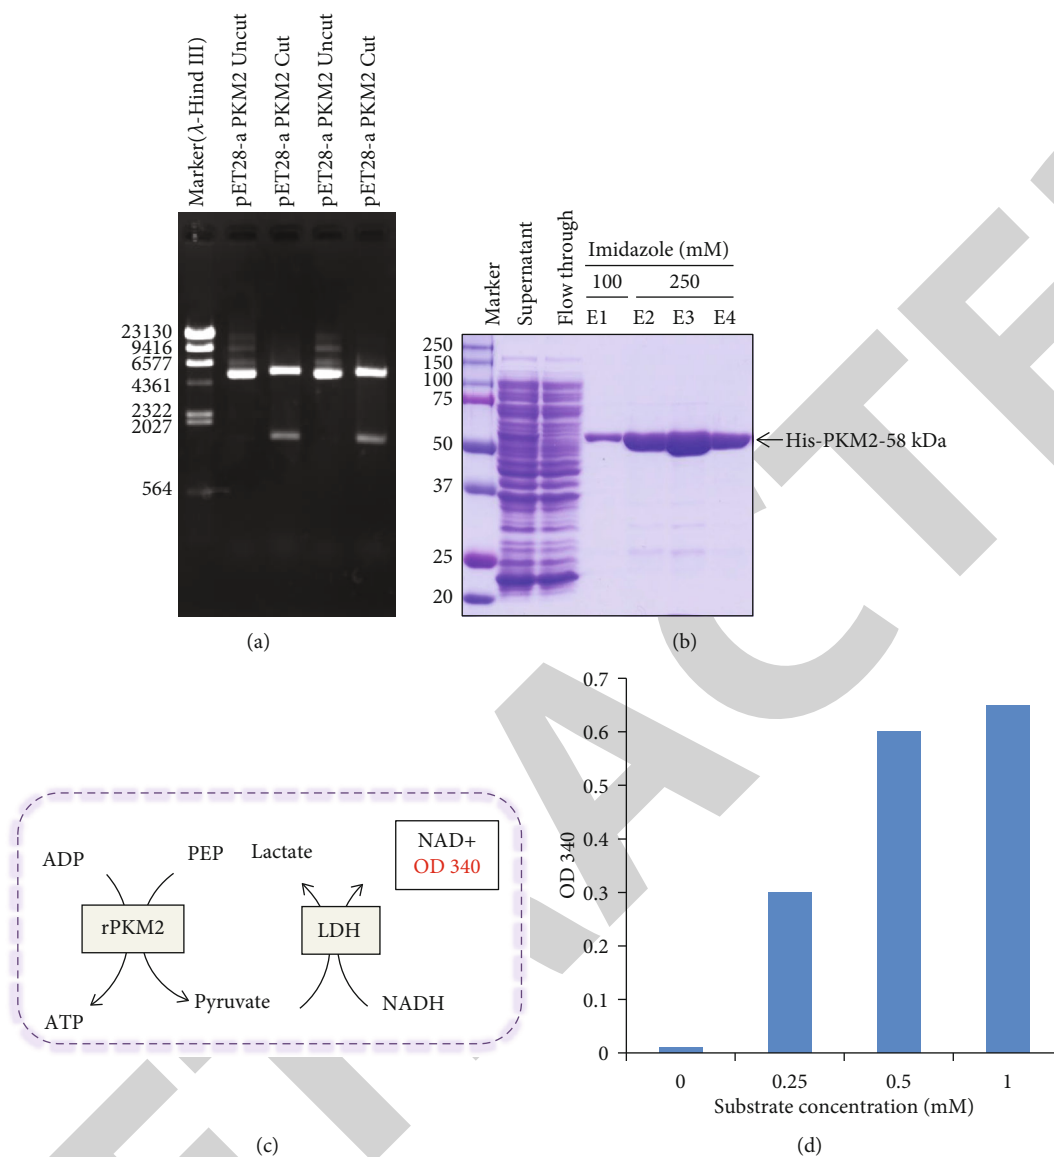 Marker(λ-Hind III)
pET28-a PKM2 Uncut
pET28-a PKM2 Cut
pET28-a PKM2 Uncut
pET28-a PKM2 Cut
23130
9416
6577
4361
2322
2027
564
(a)
Marker
Supernatant
Flow through
Imidazole (mM)
100 250
E1 E2 E3 E4
250
150
100
75
50
37
25
20
His-PKM2-58 kDa
(b)
ADP
PEP
Lactate
NAD+
OD 340
rPKM2
LDH
ATP
Pyruvate
NADH
(c)
OD 340
0.7
0.6
0.5
0.4
0.3
0.2
0.1
0
0 0.25 0.5 1
Substrate concentration (mM)
(d)